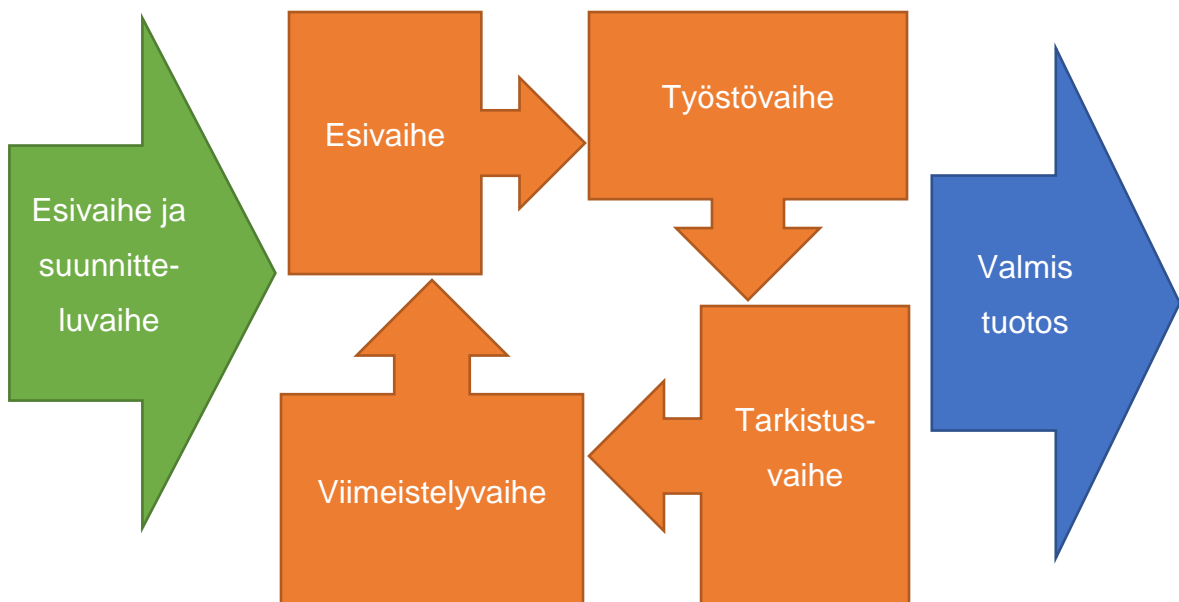 Esivaihe ja
suunnitte-
luvaihe
Esivaihe
Työstövaihe
Tarkistus-
vaihe
Viimeistelyvaihe
Valmis
tuotos